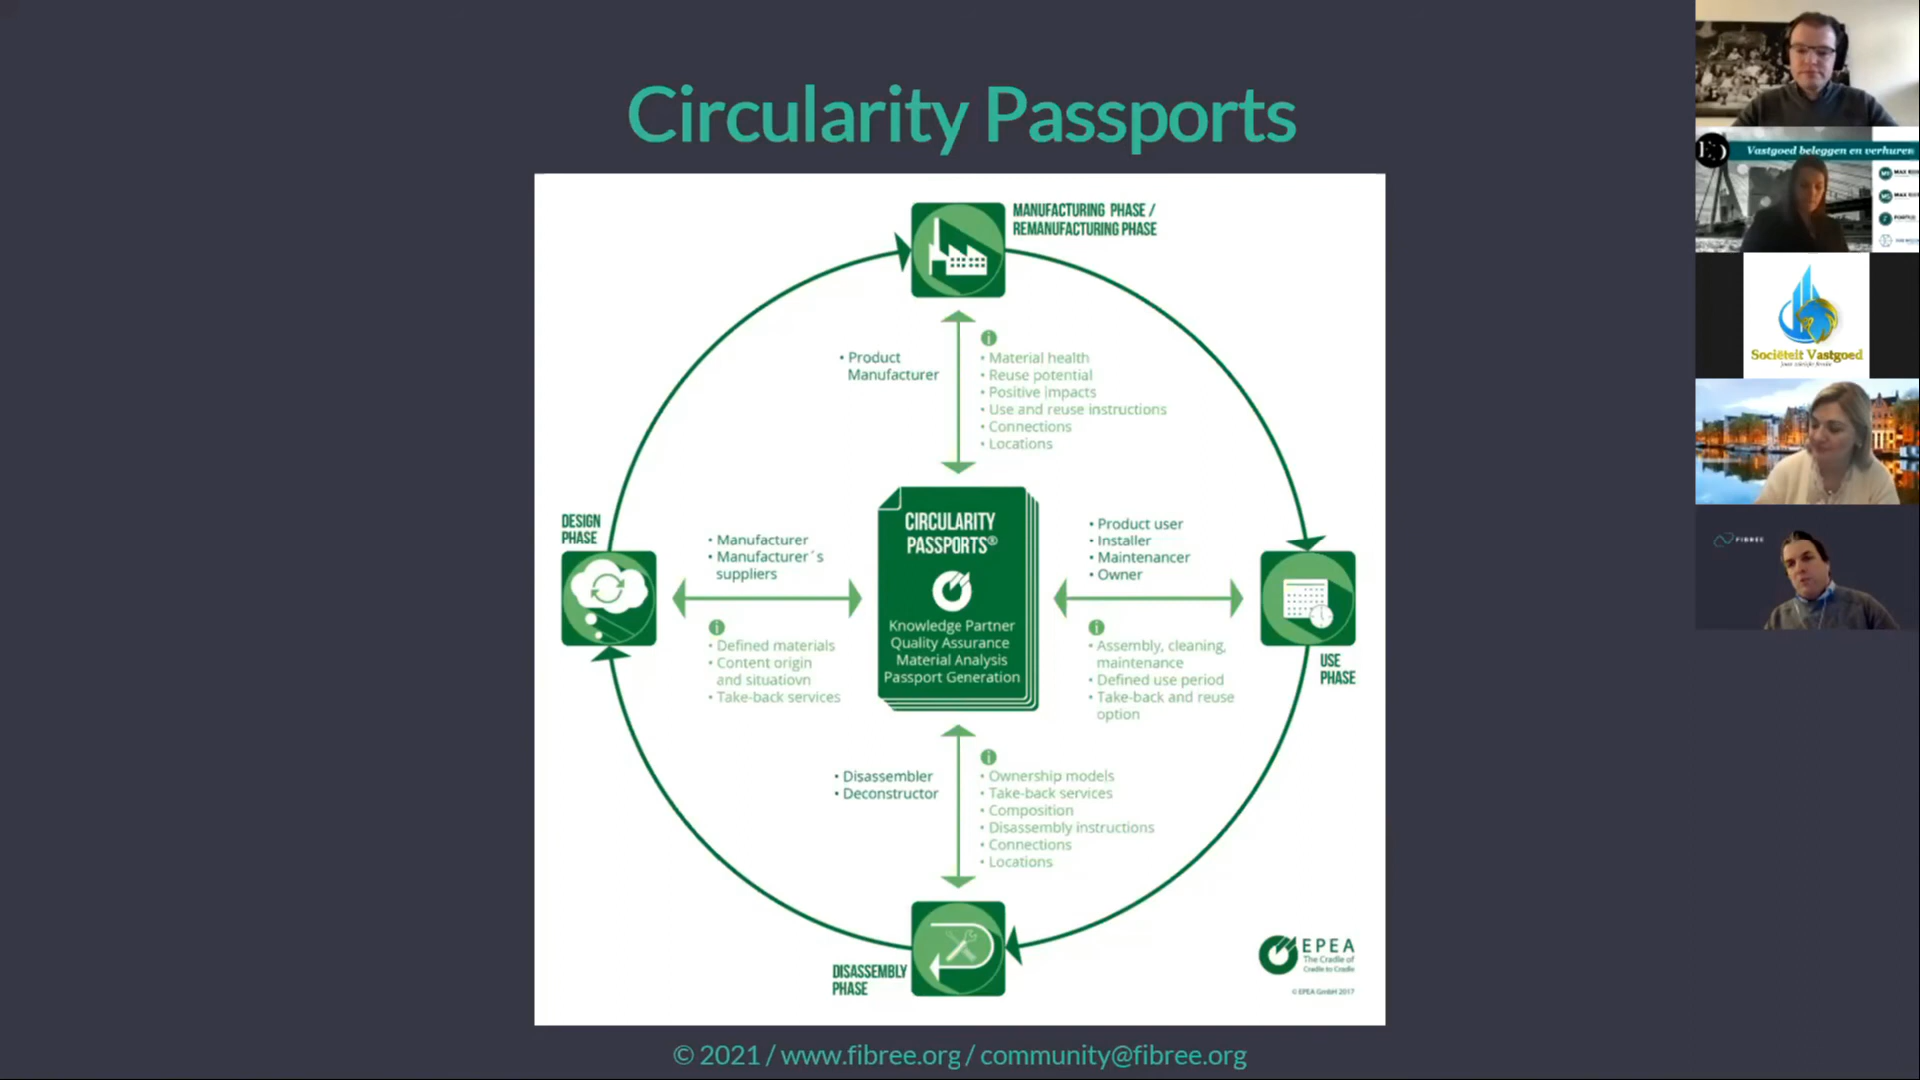 Circularity Passports
MANUFACTURING PHASE /
REMANUFACTURING PHASE
• Product
Manufacturer
i
• Material health
• Reuse potential
• Positive impacts
• Use and reuse instructions
• Connections
• Locations
DESIGN
PHASE
• Manufacturer
• Manufacturer´s
suppliers
i
• Defined materials
• Content origin
and situatiovn
• Take-back services
CIRCULARITY
PASSPORTS®
Knowledge Partner
Quality Assurance
Material Analysis
Passport Generation
• Product user
• Installer
• Maintenancer
• Owner
i
• Assembly, cleaning,
maintenance
• Defined use period
• Take-back and reuse
option
USE
PHASE
• Disassembler
• Deconstructor
i
• Ownership models
• Take-back services
• Composition
• Disassembly instructions
• Connections
• Locations
DISASSEMBLY
PHASE
EPEA
The Cradle of
Cradle to Cradle
© EPEA GmbH 2017
© 2021 / www.fibree.org / community@fibree.org
Vastgoed beleggen en verhuren
Sociëteit Vastgoed
FIBREE